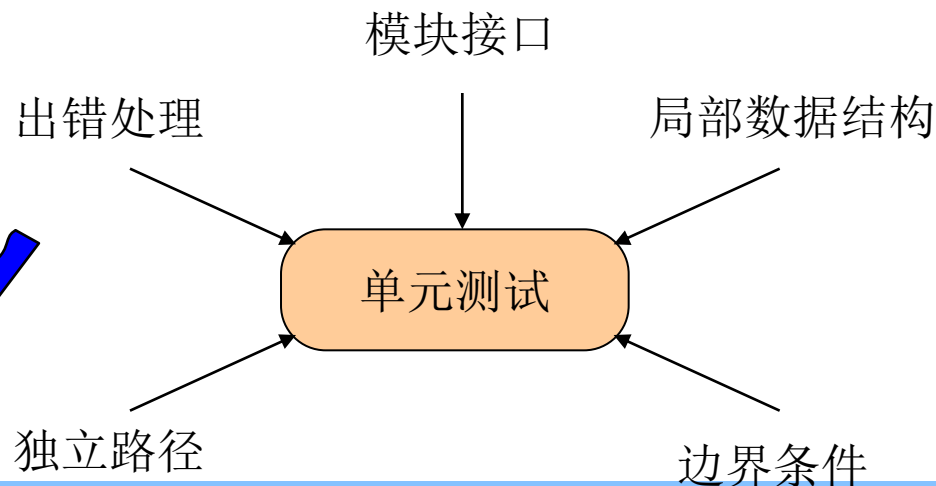 模块接口
出错处理
局部数据结构
单元测试
独立路径
边界条件